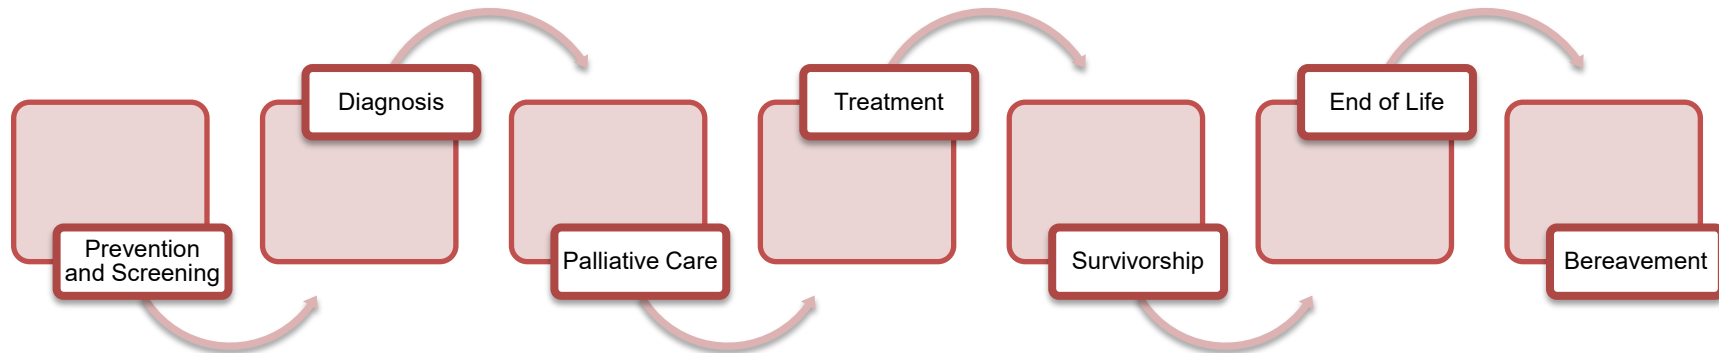 Prevention
and Screening
Diagnosis
Palliative Care
Treatment
Survivorship
End of Life
Bereavement